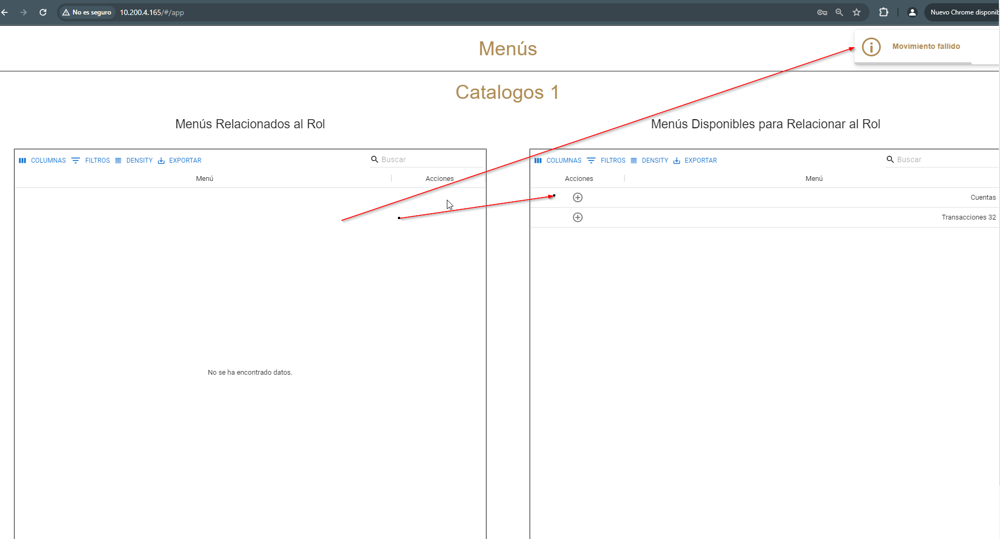 No es seguro 10.200.4.165/#/app
Nuevo Chrome disponib
Menús
Movimiento fallido
Catalogos 1
Menús Relacionados al Rol
Menús Disponibles para Relacionar al Rol
COLUMNAS FILTROS DENSITY EXPORTAR Buscar
COLUMNAS FILTROS DENSITY EXPORTAR Buscar
Menú Acciones
Acciones Menú
Cuentas
Transacciones 32
No se ha encontrado datos.